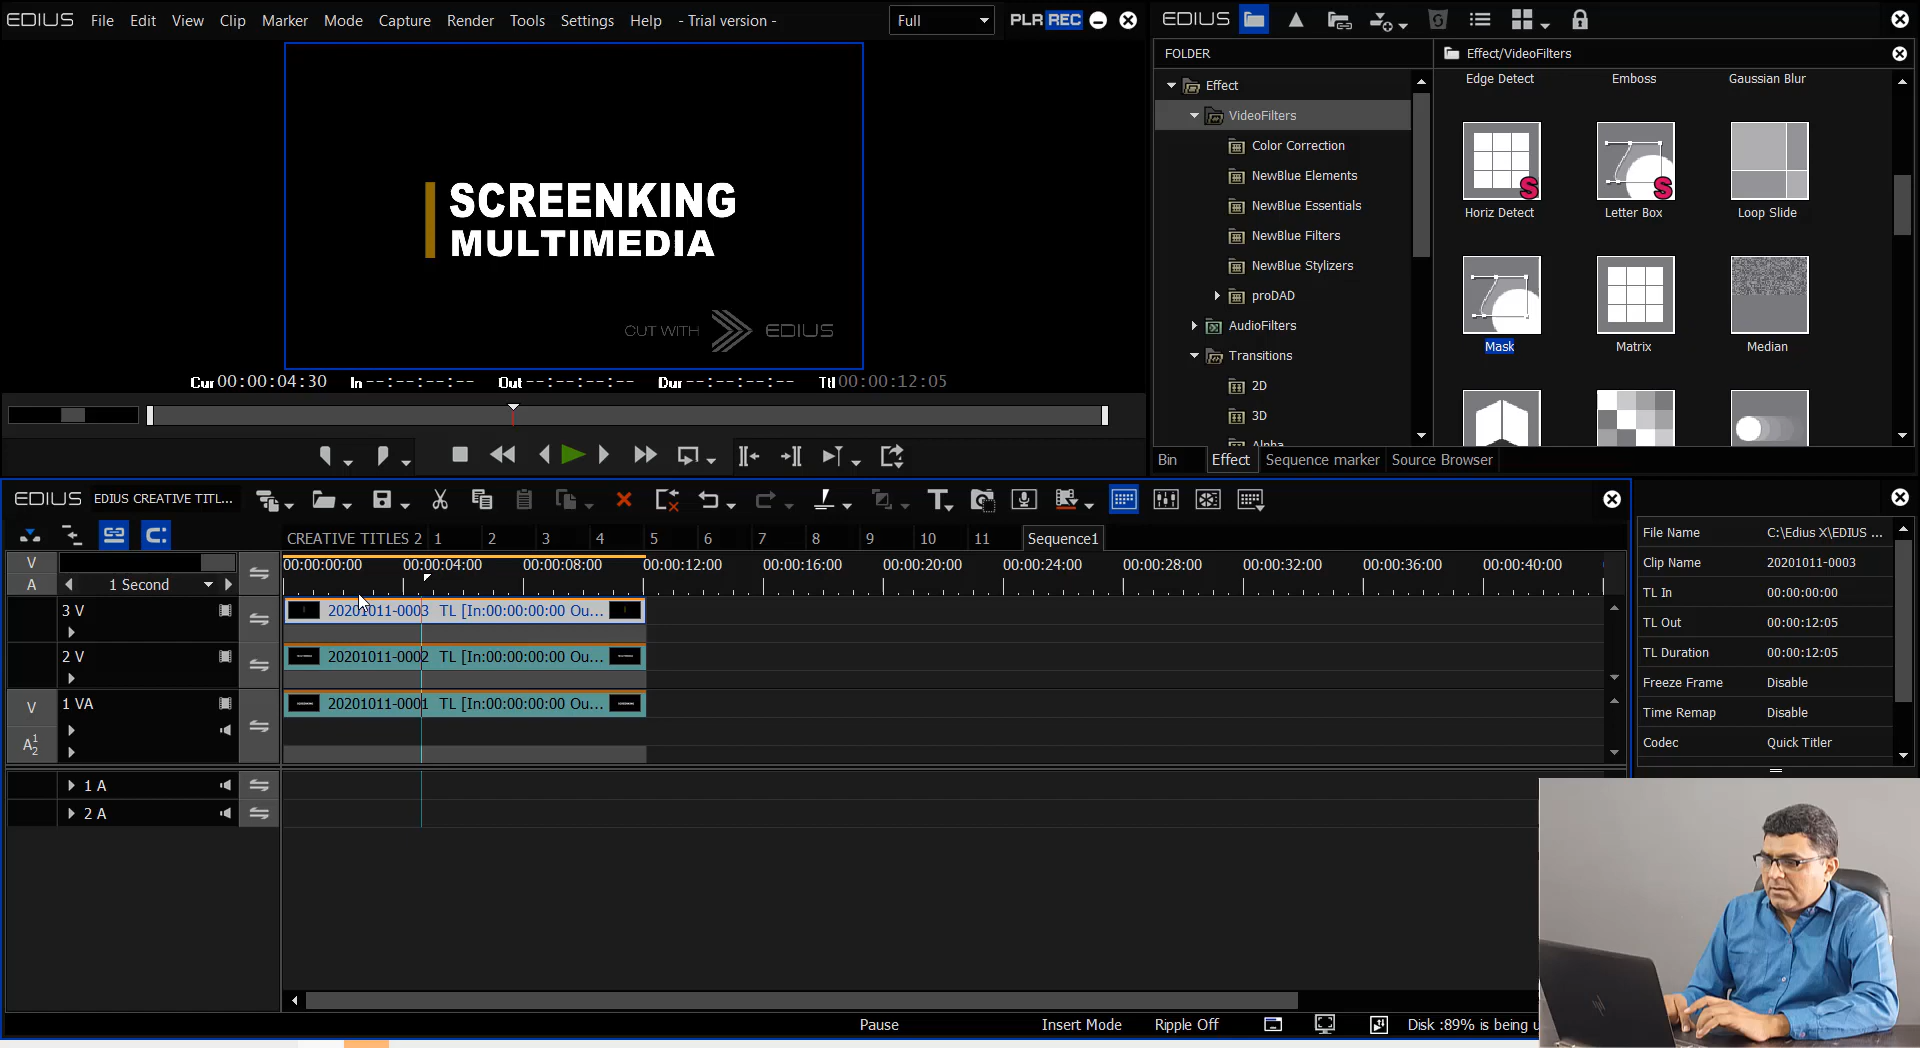 EDIUS File Edit View Clip Marker Mode Capture Render Tools Settings Help - Trial version - Full PLR REC
SCREENKING
MULTIMEDIA
CUT WITH EDIUS
Cur 00:00:04:30 In --:--:--:-- Out --:--:--:-- Dur --:--:--:-- Ttl 00:00:12:05
EDIUS
FOLDER
Effect
VideoFilters
Color Correction
NewBlue Elements
NewBlue Essentials
NewBlue Filters
NewBlue Stylizers
proDAD
AudioFilters
Transitions
2D
3D
Alpha
Effect/VideoFilters
Edge Detect Emboss Gaussian Blur
S S
Horiz Detect Letter Box Loop Slide
Mask Matrix Median
Bin Effect Sequence marker Source Browser
EDIUS EDIUS CREATIVE TITL...
CREATIVE TITLES 2 1 2 3 4 5 6 7 8 9 10 11 Sequence1
V
A 1 Second
00:00:00:00 00:00:04:00 00:00:08:00 00:00:12:00 00:00:16:00 00:00:20:00 00:00:24:00 00:00:28:00 00:00:32:00 00:00:36:00 00:00:40:00
3 V 20201011-0003 TL [In:00:00:00:00 Ou...
2 V 20201011-0002 TL [In:00:00:00:00 Ou...
V 1 VA 20201011-0001 TL [In:00:00:00:00 Ou...
A 1 2
1 A
2 A
File Name C:\Edius X\EDIUS ...
Clip Name 20201011-0003
TL In 00:00:00:00
TL Out 00:00:12:05
TL Duration 00:00:12:05
Freeze Frame Disable
Time Remap Disable
Codec Quick Titler
Pause Insert Mode Ripple Off Disk :89% is being